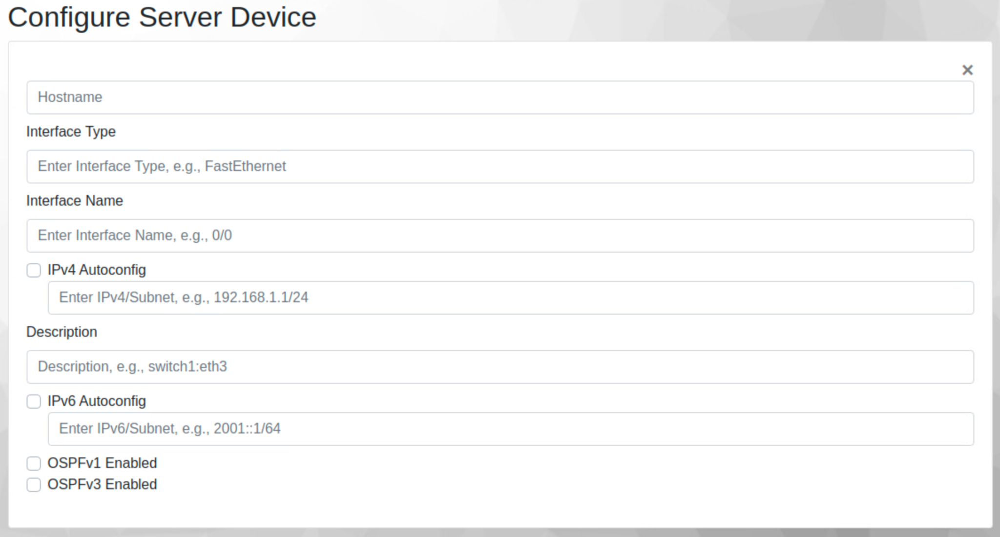 Configure Server Device
×
Hostname
Interface Type
Enter Interface Type, e.g., FastEthernet
Interface Name
Enter Interface Name, e.g., 0/0
IPv4 Autoconfig
Enter IPv4/Subnet, e.g., 192.168.1.1/24
Description
Description, e.g., switch1:eth3
IPv6 Autoconfig
Enter IPv6/Subnet, e.g., 2001::1/64
OSPFv1 Enabled
OSPFv3 Enabled